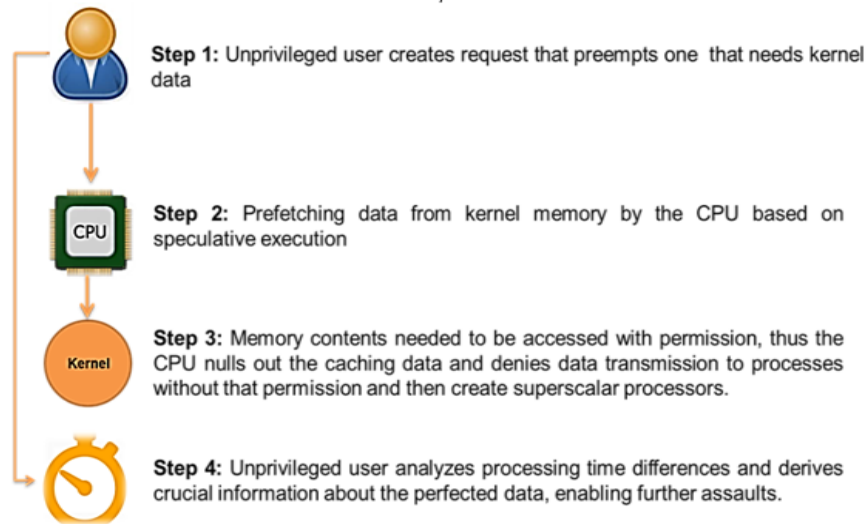 Step 1: Unprivileged user creates request that preempts one that needs kernel
data
CPU
Step 2: Prefetching data from kernel memory by the CPU based on
speculative execution
Kernel
Step 3: Memory contents needed to be accessed with permission, thus the
CPU nulls out the caching data and denies data transmission to processes
without that permission and then create superscalar processors.
Step 4: Unprivileged user analyzes processing time differences and derives
crucial information about the perfected data, enabling further assaults.